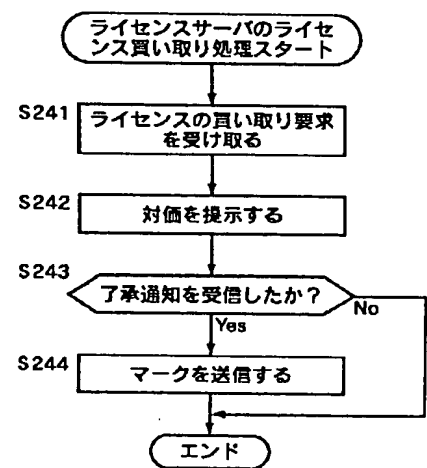 ライセンスサーバのライセ
ンス買い取り処理スタート
S241
ライセンスの買い取り要求
を受け取る
S242
対価を提示する
S243
了承通知を受信したか？
No
Yes
S244
マークを送信する
エンド